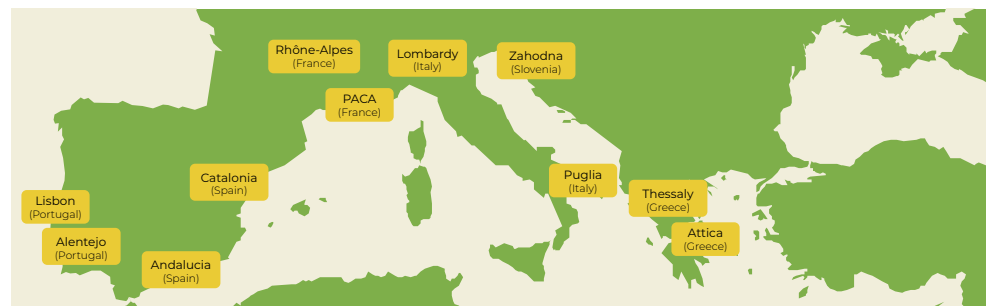 Rhône-Alpes
(France)
Lombardy
(Italy)
Zahodna
(Slovenia)
PACA
(France)
Catalonia
(Spain)
Puglia
(Italy)
Thessaly
(Greece)
Lisbon
(Portugal)
Alentejo
(Portugal)
Attica
(Greece)
Andalucia
(Spain)